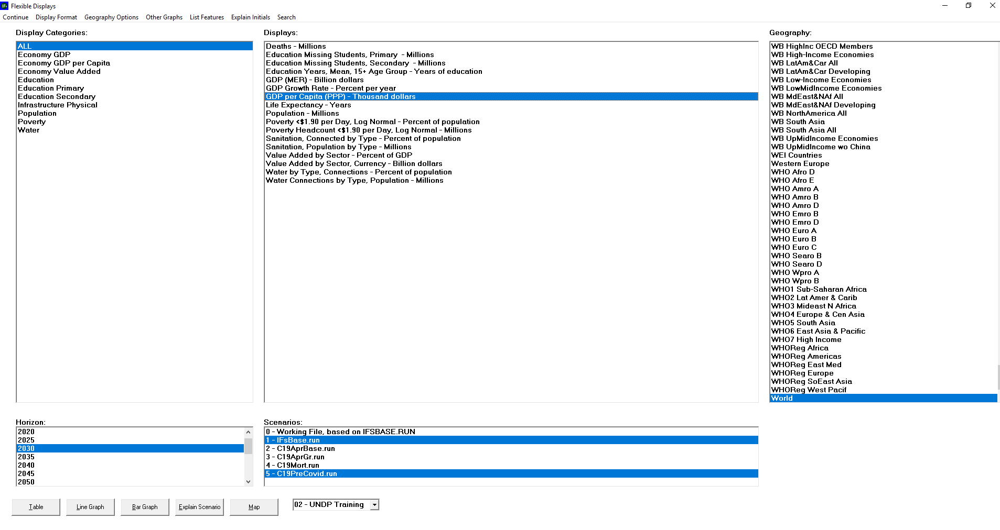 IFs Flexible Displays
Continue Display Format Geography Options Other Graphs List Features Explain Initials Search
Display Categories:
ALL
Economy GDP
Economy GDP per Capita
Economy Value Added
Education
Education Primary
Education Secondary
Infrastructure Physical
Population
Poverty
Water
Displays:
Deaths - Millions
Education Missing Students, Primary - Millions
Education Missing Students, Secondary - Millions
Education Years, Mean, 15+ Age Group - Years of education
GDP (MER) - Billion dollars
GDP Growth Rate - Percent per year
GDP per Capita (PPP) - Thousand dollars
Life Expectancy - Years
Population - Millions
Poverty <$1.90 per Day, Log Normal - Percent of population
Poverty Headcount <$1.90 per Day, Log Normal - Millions
Sanitation, Connected by Type - Percent of population
Sanitation, Population by Type - Millions
Value Added by Sector - Percent of GDP
Value Added by Sector, Currency - Billion dollars
Water by Type, Connections - Percent of population
Water Connections by Type, Population - Millions
Geography:
WB HighInc OECD Members
WB High-Income Economies
WB LatAm&Car All
WB LatAm&Car Developing
WB Low-Income Economies
WB LowMidIncome Economies
WB MdEast&NAf All
WB MdEast&NAf Developing
WB NorthAmerica All
WB South Asia
WB South Asia All
WB UpMidIncome Economies
WB UpMidIncome wo China
WEI Countries
Western Europe
WHO Afro D
WHO Afro E
WHO Amro A
WHO Amro B
WHO Amro D
WHO Emro B
WHO Emro D
WHO Euro A
WHO Euro B
WHO Euro C
WHO Searo B
WHO Searo D
WHO Wpro A
WHO Wpro B
WHO1 Sub-Saharan Africa
WHO2 Lat Amer & Carib
WHO3 Mideast N Africa
WHO4 Europe & Cen Asia
WHO5 South Asia
WHO6 East Asia & Pacific
WHO7 High Income
WHOReg Africa
WHOReg Americas
WHOReg East Med
WHOReg Europe
WHOReg SoEast Asia
WHOReg West Pacif
World
Horizon:
2020
2025
2030
2035
2040
2045
2050
Scenarios:
0 - Working File, based on IFSBASE.RUN
1 - IFsBase.run
2 - C19AprBase.run
3 - C19AprGr.run
4 - C19Mort.run
5 - C19PreCovid.run
Table Line Graph Bar Graph Explain Scenario Map 02 - UNDP Training